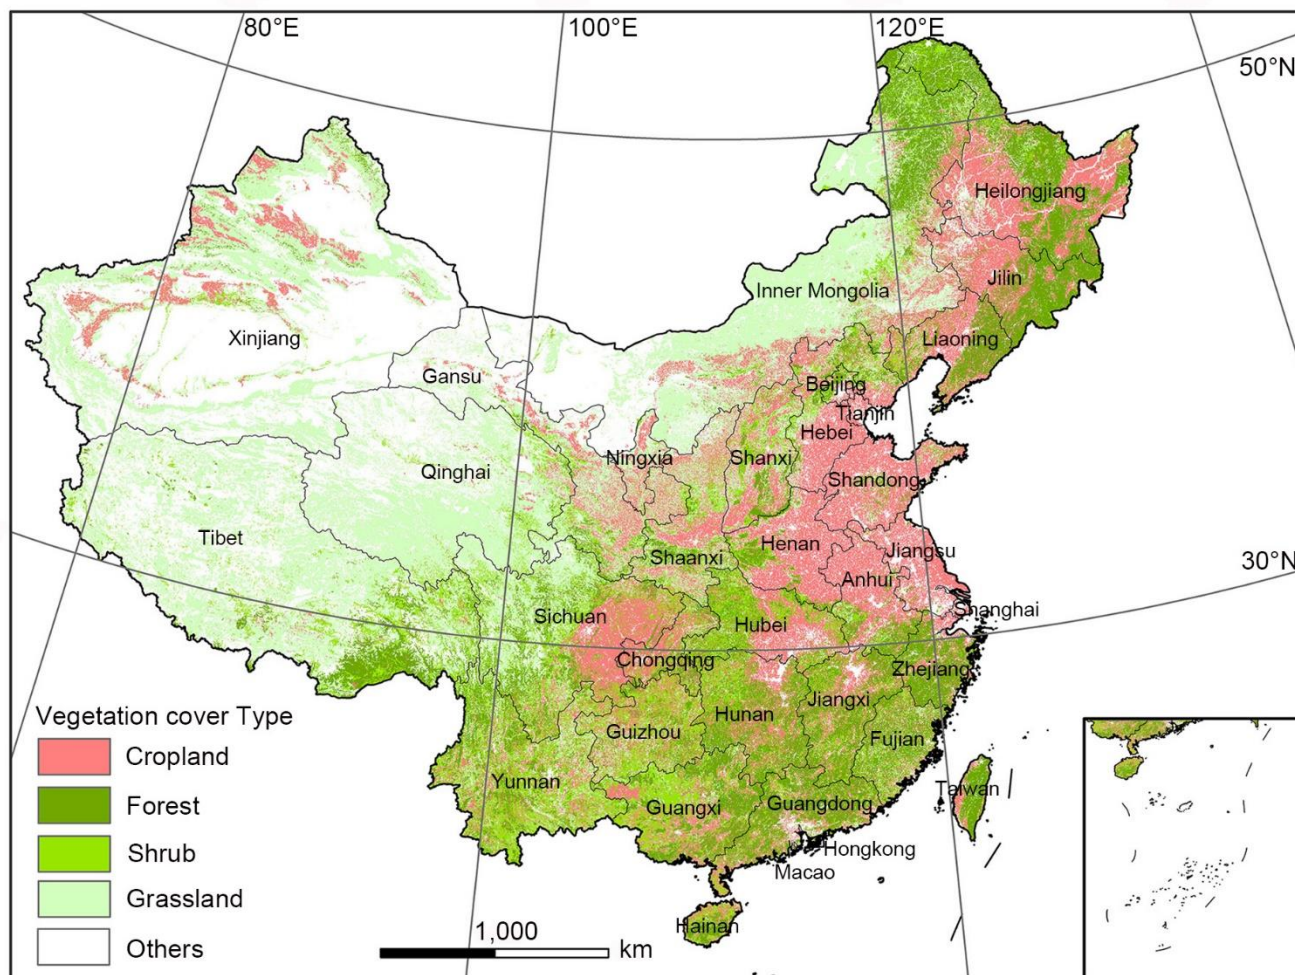 80°E
100°E
120°E
50°N
Heilongjiang
Jilin
Inner Mongolia
Liaoning
Xinjiang
Gansu
Beijing
Tianjin
Hebei
Ningxia
Shanxi
Qinghai
Shandong
Tibet
Henan
Jiangsu
Shaanxi
Anhui
30°N
Sichuan
Shanghai
Hubei
Chongqing
Zhejiang
Jiangxi
Hunan
Guizhou
Fujian
Yunnan
Taiwan
Guangxi
Guangdong
Hongkong
Macao
Hainan
Vegetation cover Type
Cropland
Forest
Shrub
Grassland
Others
1,000
km